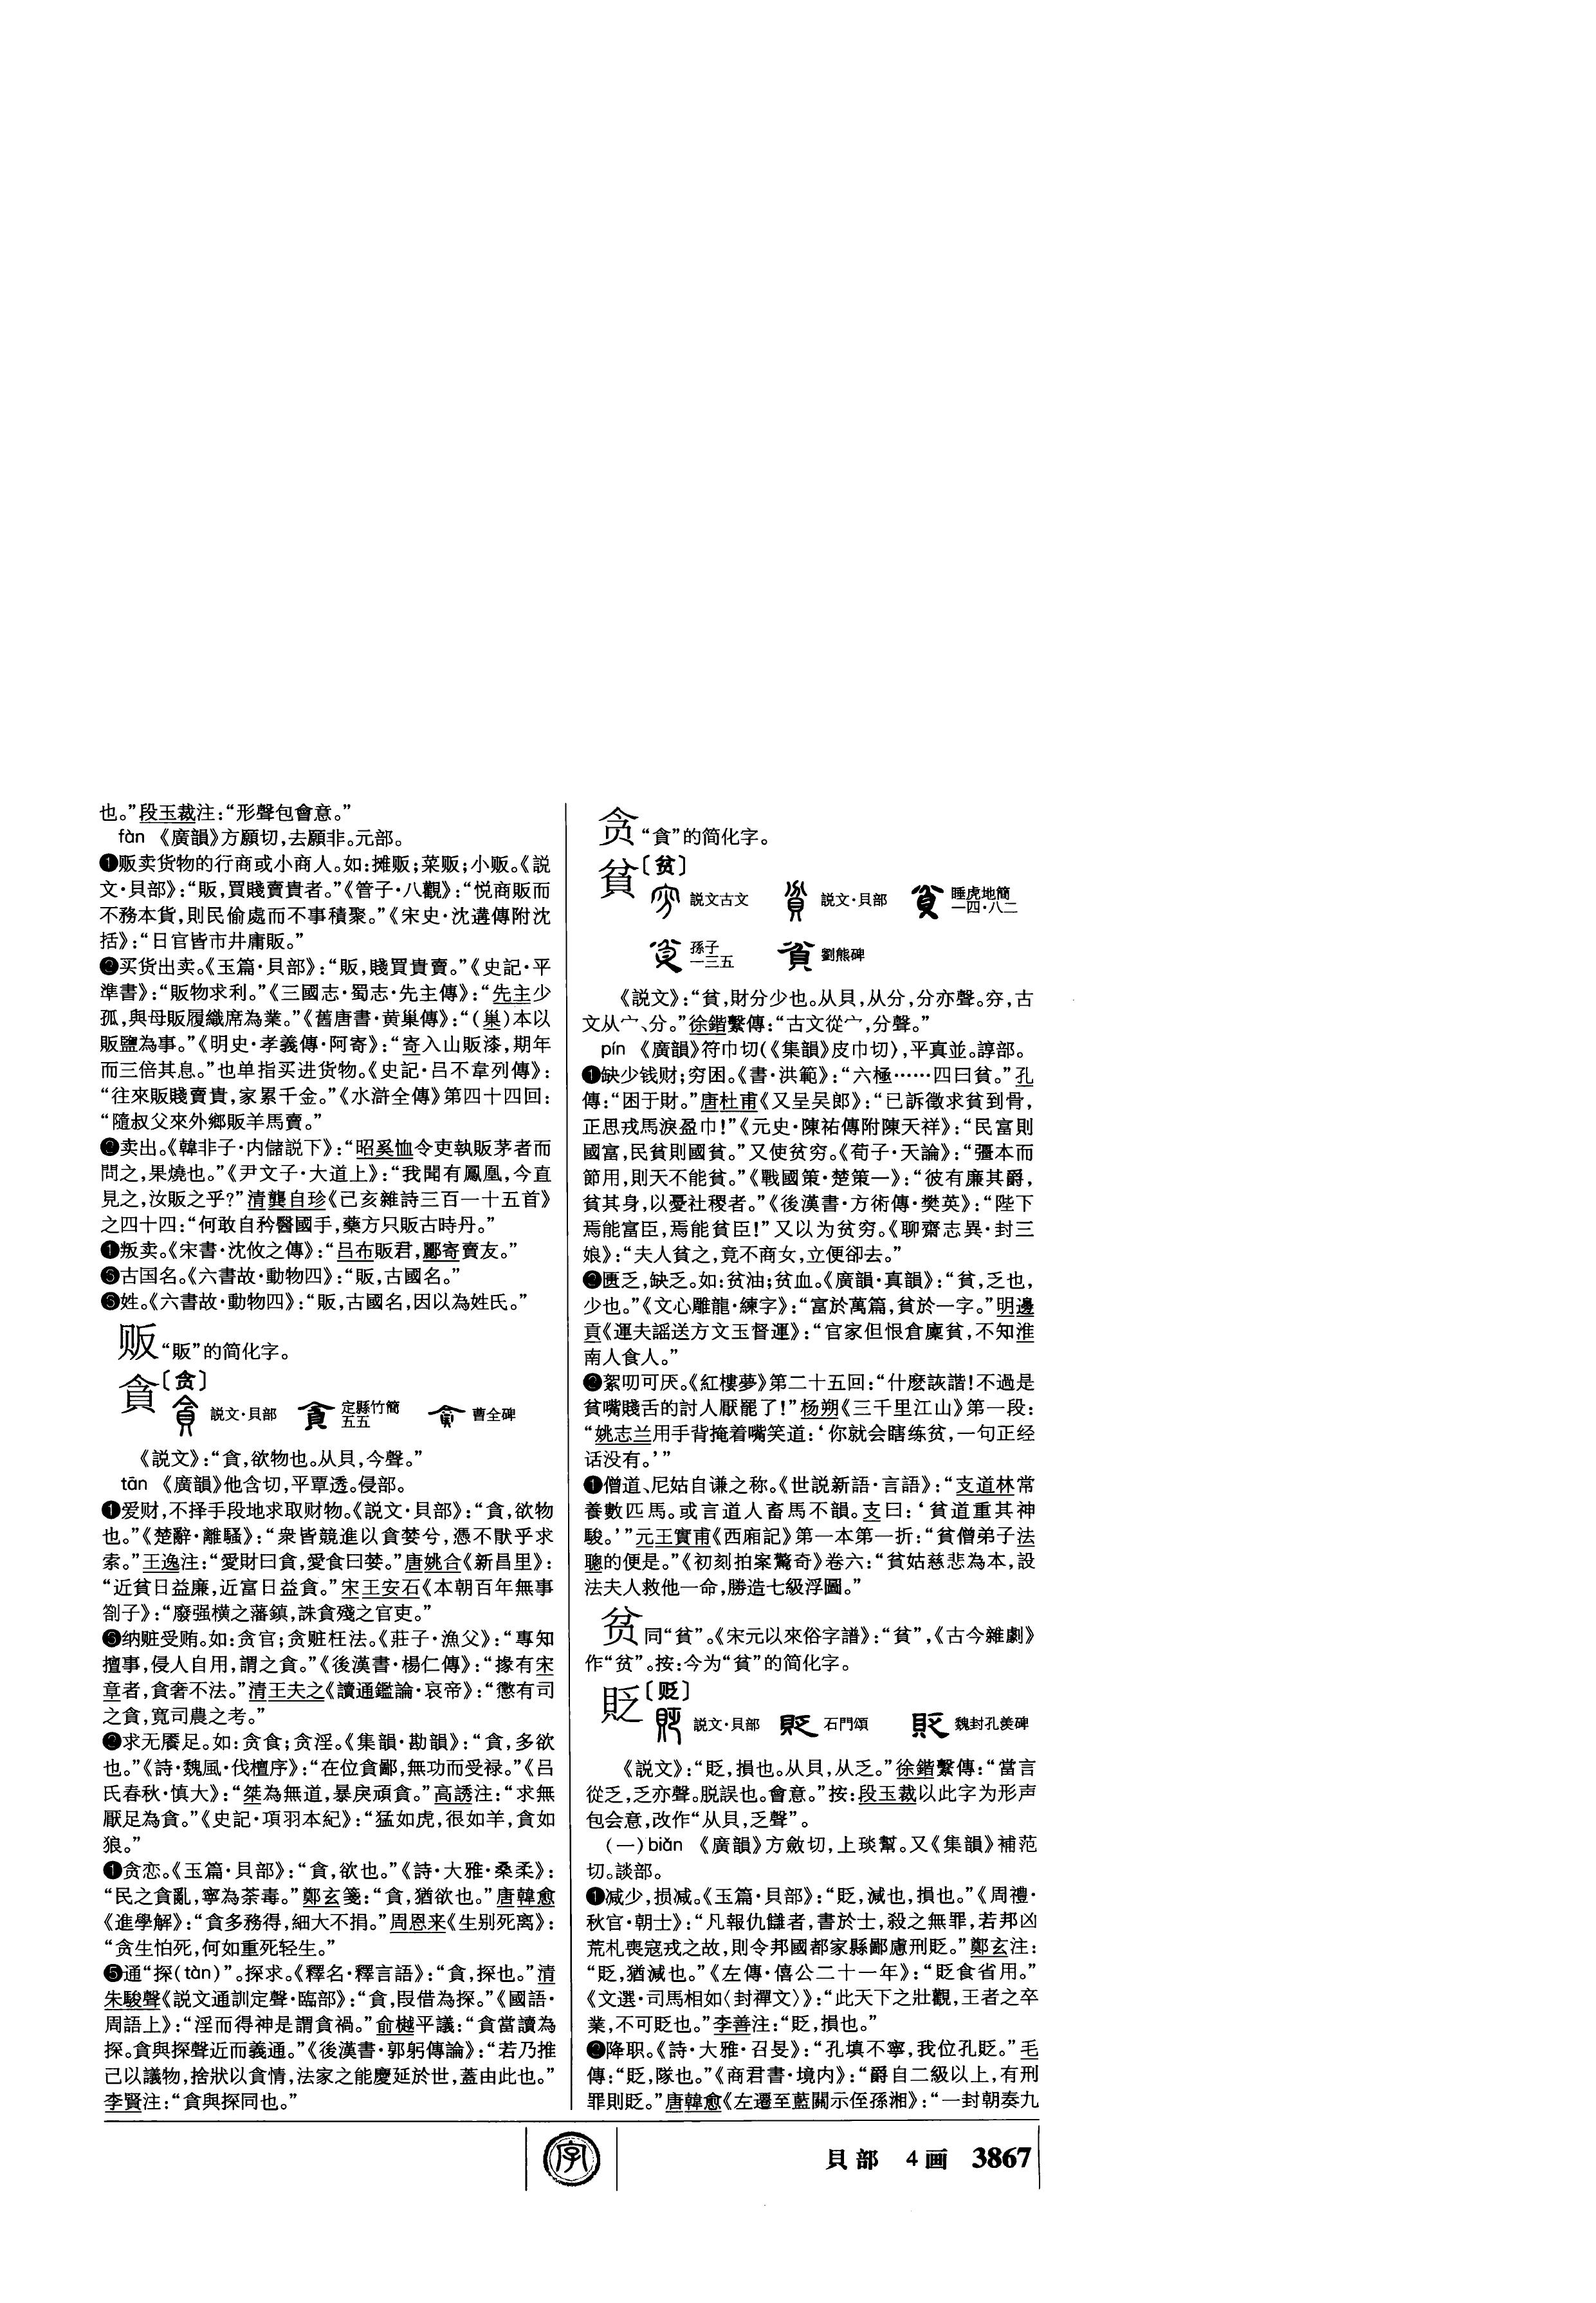 也。”段玉裁注：“形聲包會意。”
fàn 《廣韻》方願切，去願非。元部。
❶贩卖货物的行商或小商人。如：摊贩；菜贩；小贩。《説
文·貝部》：“販，買賤賣貴者。”《管子·八觀》：“悦商販而
不務本貨，則民偷處而不事積聚。”《宋史·沈遘傳附沈
括》：“日官皆市井庸販。”
❷买货出卖。《玉篇·貝部》：“販，賤買貴賣。”《史記·平
準書》：“販物求利。”《三國志·蜀志·先主傳》：“先主少
孤，與母販履織席為業。”《舊唐書·黄巢傳》：“（巢）本以
販鹽為事。”《明史·孝義傳·阿寄》：“寄入山販漆，期年
而三倍其息。”也单指买进货物。《史記·吕不韋列傳》：
“往來販賤賣貴，家累千金。”《水滸全傳》第四十四回：
“隨叔父來外鄉販羊馬賣。”
❷卖出。《韓非子·内儲説下》：“昭奚恤令吏執販茅者而
問之，果燒也。”《尹文子·大道上》：“我聞有鳳凰，今直
見之，汝販之乎？”清龔自珍《己亥雜詩三百一十五首》
之四十四：“何敢自矜醫國手，藥方只販古時丹。”
❶叛卖。《宋書·沈攸之傳》：“吕布販君，酈寄賣友。”
❺古国名。《六書故·動物四》：“販，古國名。”
❻姓。《六書故·動物四》：“販，古國名，因以為姓氏。”
贩 “販”的简化字。
貪〔贪〕
説文·貝部 定縣竹簡五五 曹全碑
《説文》：“貪，欲物也。从貝，今聲。”
tān 《廣韻》他含切，平覃透。侵部。
❶爱财，不择手段地求取财物。《説文·貝部》：“貪，欲物
也。”《楚辭·離騷》：“衆皆競進以貪婪兮，憑不猒乎求
索。”王逸注：“愛財曰貪，愛食曰婪。”唐姚合《新昌里》：
“近貧日益廉，近富日益貪。”宋王安石《本朝百年無事
劄子》：“廢强横之藩鎮，誅貪殘之官吏。”
❸纳赃受贿。如：贪官；贪赃枉法。《莊子·漁父》：“專知
擅事，侵人自用，謂之貪。”《後漢書·楊仁傳》：“掾有宋
章者，貪奢不法。”清王夫之《讀通鑑論·哀帝》：“懲有司
之貪，寬司農之考。”
❷求无餍足。如：贪食；贪淫。《集韻·勘韻》：“貪，多欲
也。”《詩·魏風·伐檀序》：“在位貪鄙，無功而受禄。”《吕
氏春秋·慎大》：“桀為無道，暴戾頑貪。”高誘注：“求無
厭足為貪。”《史記·項羽本紀》：“猛如虎，很如羊，貪如
狼。”
❶贪恋。《玉篇·貝部》：“貪，欲也。”《詩·大雅·桑柔》：
“民之貪亂，寧為荼毒。”鄭玄箋：“貪，猶欲也。”唐韓愈
《進學解》：“貪多務得，細大不捐。”周恩来《生别死离》：
“贪生怕死，何如重死轻生。”
❺通“探（tàn）”。探求。《釋名·釋言語》：“貪，探也。”清
朱駿聲《説文通訓定聲·臨部》：“貪，叚借為探。”《國語·
周語上》：“淫而得神是謂貪禍。”俞樾平議：“貪當讀為
探。貪與探聲近而義通。”《後漢書·郭躬傳論》：“若乃推
己以議物，捨狀以貪情，法家之能慶延於世，蓋由此也。”
李賢注：“貪與探同也。”
贪 “貪”的简化字。
貧〔贫〕
説文古文 説文·貝部 睡虎地簡一四·八二
孫子一三五 劉熊碑
《説文》：“貧，財分少也。从貝，从分，分亦聲。穷，古
文从宀、分。”徐鍇繫傳：“古文從宀，分聲。”
pín 《廣韻》符巾切（《集韻》皮巾切），平真並。諄部。
❶缺少钱财；穷困。《書·洪範》：“六極……四曰貧。”孔
傳：“困于財。”唐杜甫《又呈吴郎》：“已訴徵求貧到骨，
正思戎馬淚盈巾！”《元史·陳祐傳附陳天祥》：“民富則
國富，民貧則國貧。”又使贫穷。《荀子·天論》：“彊本而
節用，則天不能貧。”《戰國策·楚策一》：“彼有廉其爵，
貧其身，以憂社稷者。”《後漢書·方術傳·樊英》：“陛下
焉能富臣，焉能貧臣！”又以为贫穷。《聊齋志異·封三
娘》：“夫人貧之，竟不商女，立便卻去。”
❷匮乏，缺乏。如：贫油；贫血。《廣韻·真韻》：“貧，乏也，
少也。”《文心雕龍·練字》：“富於萬篇，貧於一字。”明邊
貢《運夫謡送方文玉督運》：“官家但恨倉廩貧，不知淮
南人食人。”
❷絮叨可厌。《紅樓夢》第二十五回：“什麽詼諧！不過是
貧嘴賤舌的討人厭罷了！”杨朔《三千里江山》第一段：
“姚志兰用手背掩着嘴笑道：‘你就会瞎练贫，一句正经
话没有。’”
❶僧道、尼姑自谦之称。《世説新語·言語》：“支道林常
養數匹馬。或言道人畜馬不韻。支曰：‘貧道重其神
駿。’”元王實甫《西廂記》第一本第一折：“貧僧弟子法
聰的便是。”《初刻拍案驚奇》卷六：“貧姑慈悲為本，設
法夫人救他一命，勝造七級浮圖。”
贫 同“貧”。《宋元以來俗字譜》：“貧”，《古今雜劇》
作“贫”。按：今为“貧”的简化字。
貶〔贬〕
説文·貝部 石門頌 魏封孔羨碑
《説文》：“貶，損也。从貝，从乏。”徐鍇繫傳：“當言
從乏，乏亦聲。脱誤也。會意。”按：段玉裁以此字为形声
包会意，改作“从貝，乏聲”。
（一）biǎn 《廣韻》方斂切，上琰幫。又《集韻》補范
切。談部。
❶减少，损减。《玉篇·貝部》：“貶，減也，損也。”《周禮·
秋官·朝士》：“凡報仇讎者，書於士，殺之無罪，若邦凶
荒札喪寇戎之故，則令邦國都家縣鄙慮刑貶。”鄭玄注：
“貶，猶減也。”《左傳·僖公二十一年》：“貶食省用。”
《文選·司馬相如〈封禪文〉》：“此天下之壯觀，王者之卒
業，不可貶也。”李善注：“貶，損也。”
❷降职。《詩·大雅·召旻》：“孔填不寧，我位孔貶。”毛
傳：“貶，隊也。”《商君書·境内》：“爵自二級以上，有刑
罪則貶。”唐韓愈《左遷至藍關示侄孫湘》：“一封朝奏九
字
貝部 4画 3867